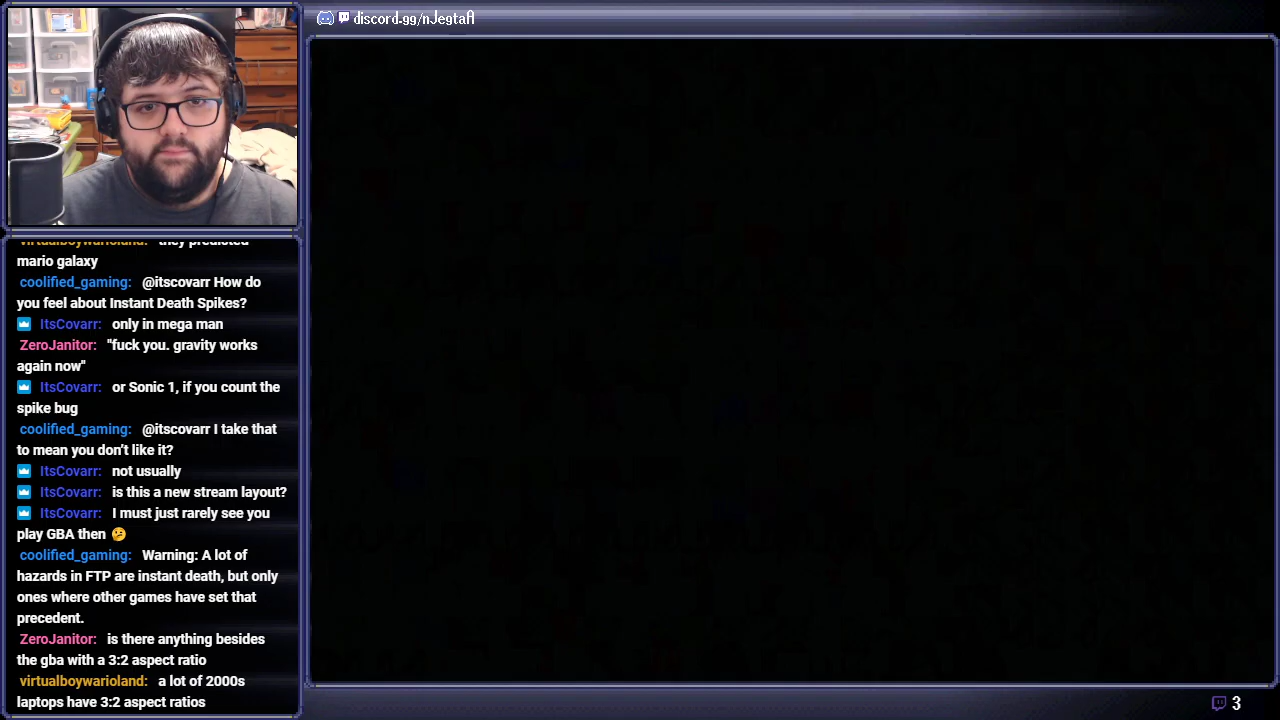 discord.gg/nJegtaA
virtualboywarioland: they predicted
mario galaxy
coolified_gaming: @itscovarr How do
you feel about Instant Death Spikes?
ItsCovarr: only in mega man
ZeroJanitor: "fuck you. gravity works
again now"
ItsCovarr: or Sonic 1, if you count the
spike bug
coolified_gaming: @itscovarr I take that
to mean you don't like it?
ItsCovarr: not usually
ItsCovarr: is this a new stream layout?
ItsCovarr: I must just rarely see you
play GBA then 🤔
coolified_gaming: Warning: A lot of
hazards in FTP are instant death, but only
ones where other games have set that
precedent.
ZeroJanitor: is there anything besides
the gba with a 3:2 aspect ratio
virtualboywarioland: a lot of 2000s
laptops have 3:2 aspect ratios
3